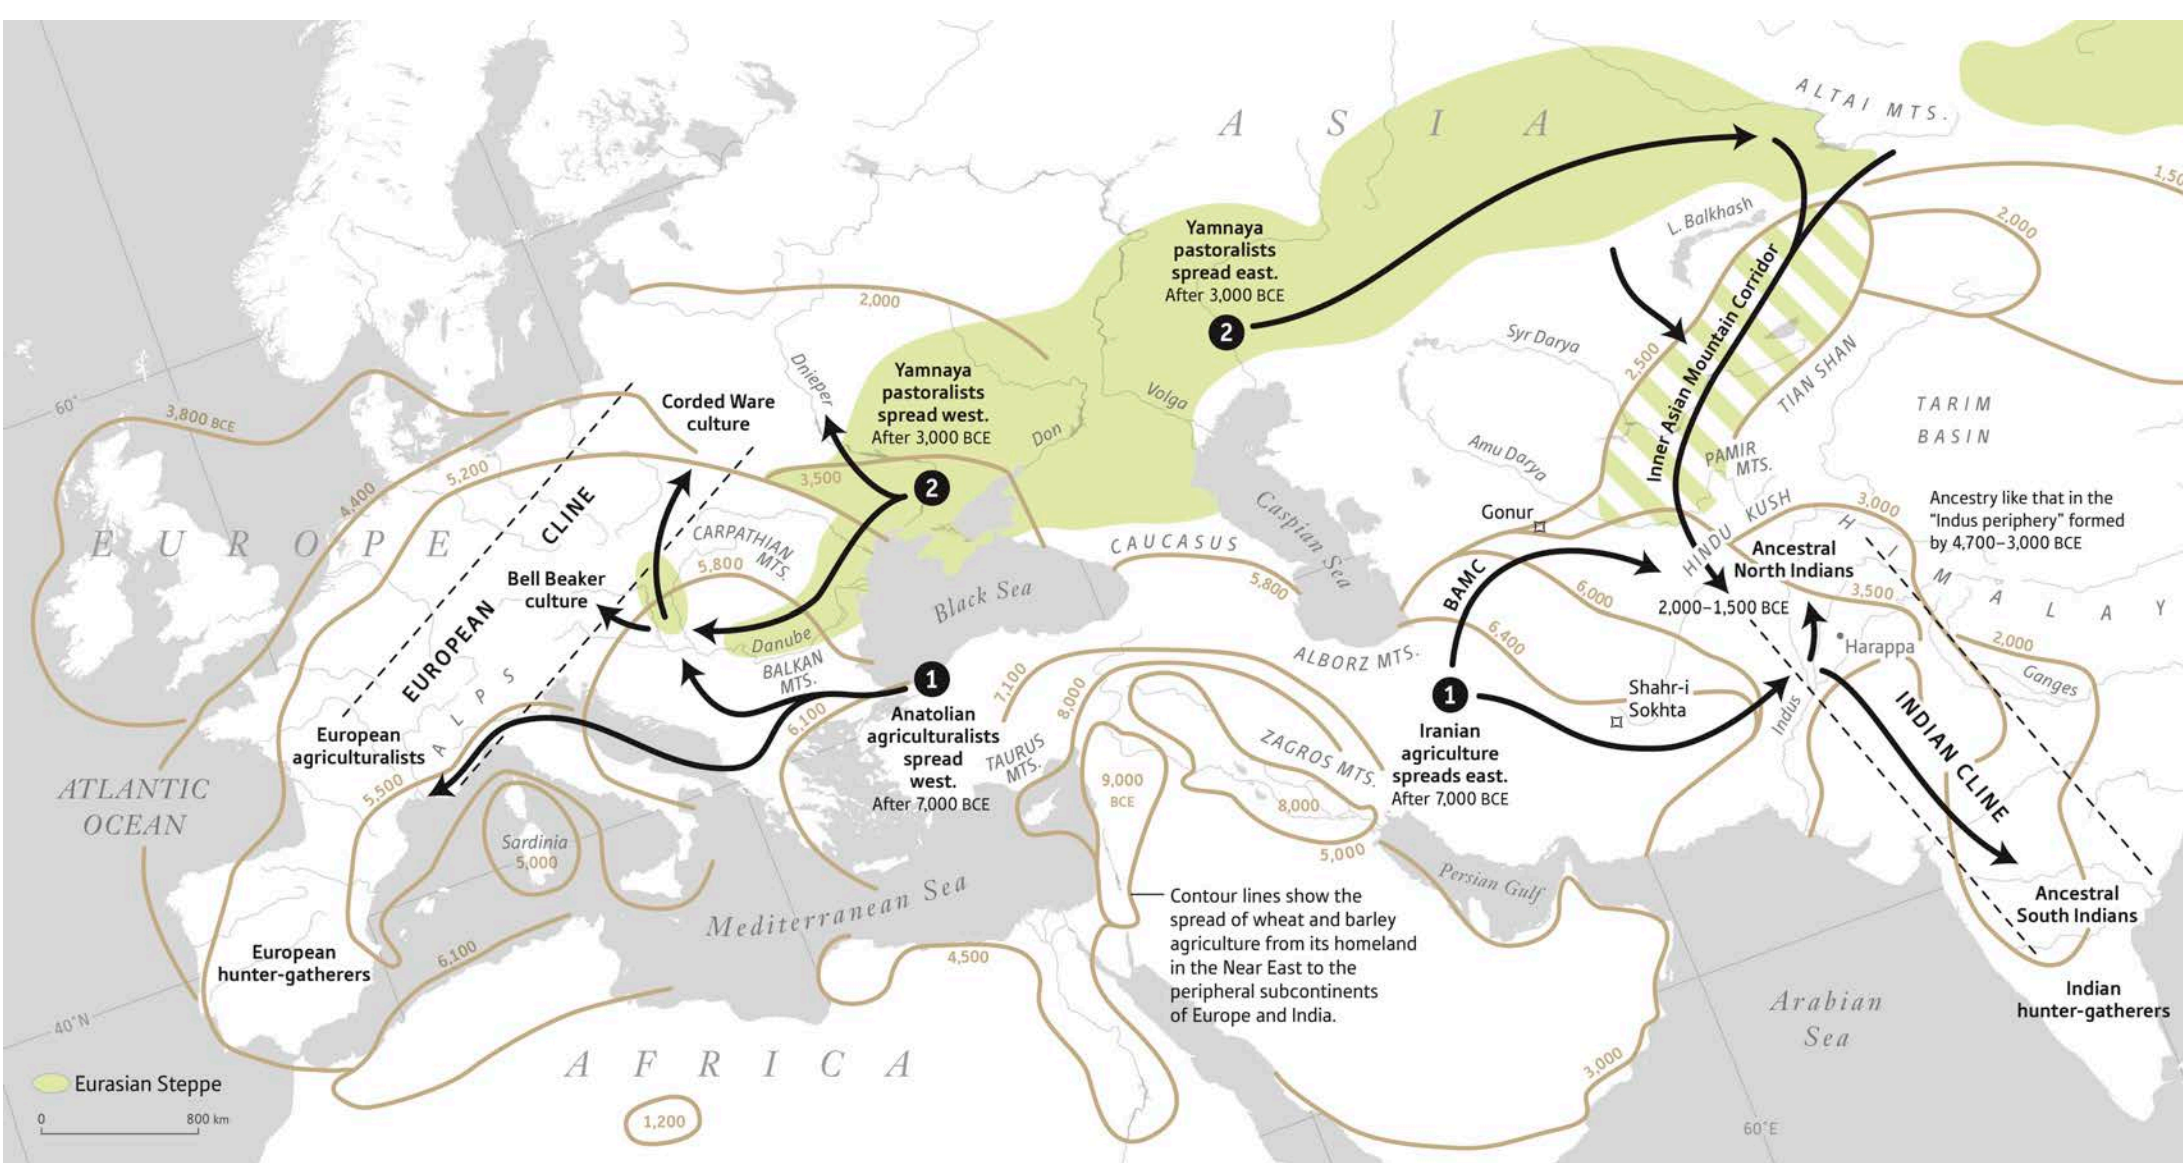 ALTAI MTS.
ASIA
1,50
L. Balkhash
2,000
Yamnaya
pastoralists
spread east.
After 3,000 BCE
2
2,000
Inner Asian Mountain Corridor
Syr Darya
2,500
TIAN SHAN
Dnieper
Yamnaya
pastoralists
spread west.
After 3,000 BCE
2
Volga
Don
60°
3,800 BCE
Corded Ware
culture
TARIM
BASIN
Amu Darya
PAMIR
MTS.
4,400
5,200
3,500
EUROPE
EUROPEAN CLINE
CARPATHIAN
MTS.
5,800
Caspian Sea
Gonur
HINDU KUSH
3,000
HIMALAY
Ancestry like that in the
"Indus periphery" formed
by 4,700–3,000 BCE
CAUCASUS
5,800
Bell Beaker
culture
Black Sea
BAMC
6,000
Ancestral
North Indians
2,000–1,500 BCE
3,500
Danube
BALKAN
MTS.
6,400
ALBORZ MTS.
Harappa
2,000
Ganges
ALPS
1
Anatolian
agriculturalists
spread
west.
After 7,000 BCE
6,100
7,100
8,000
TAURUS
MTS.
1
Iranian
agriculture
spreads east.
After 7,000 BCE
Shahr-i
Sokhta
Indus
INDIAN CLINE
European
agriculturalists
5,500
ZAGROS MTS.
8,000
9,000
BCE
5,000
ATLANTIC
OCEAN
Sardinia
5,000
Persian Gulf
Mediterranean Sea
Contour lines show the
spread of wheat and barley
agriculture from its homeland
in the Near East to the
peripheral subcontinents
of Europe and India.
Ancestral
South Indians
European
hunter-gatherers
6,100
4,500
Indian
hunter-gatherers
Arabian
Sea
40°N
AFRICA
3,000
Eurasian Steppe
0 800 km
1,200
60°E